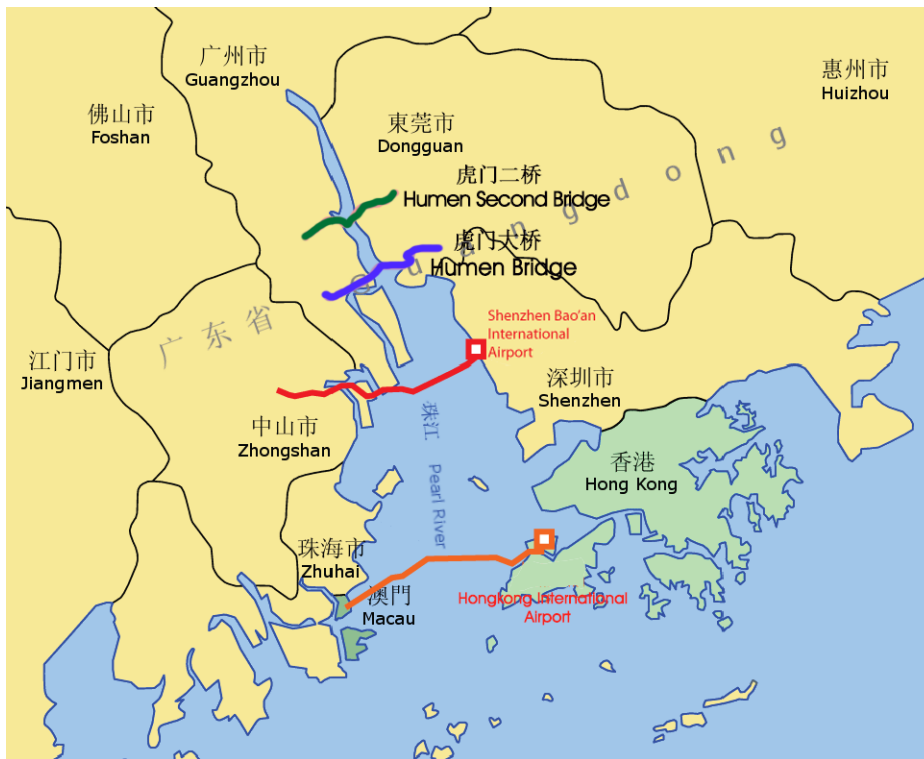 广州市
Guangzhou
惠州市
Huizhou
佛山市
Foshan
東莞市
Dongguan
虎门二桥
Humen Second Bridge
虎门大桥
Humen Bridge
Guangdong
广东省
Shenzhen Bao'an
International
Airport
江门市
Jiangmen
深圳市
Shenzhen
中山市
Zhongshan
珠江
Pearl River
香港
Hong Kong
珠海市
Zhuhai
澳門
Macau
Hongkong International
Airport